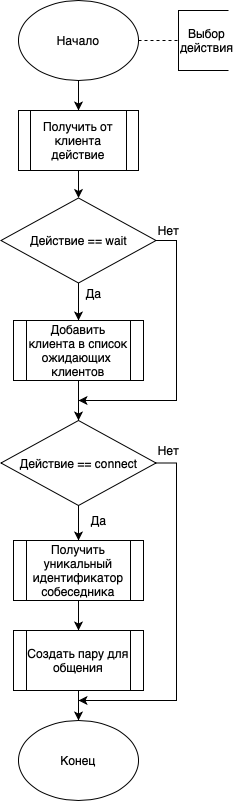 Начало
Выбор
действия
Получить от
клиента
действие
Действие == wait
Нет
Да
Добавить
клиента в список
ожидающих
клиентов
Действие == connect
Нет
Да
Получить
уникальный
идентификатор
собеседника
Создать пару для
общения
Конец